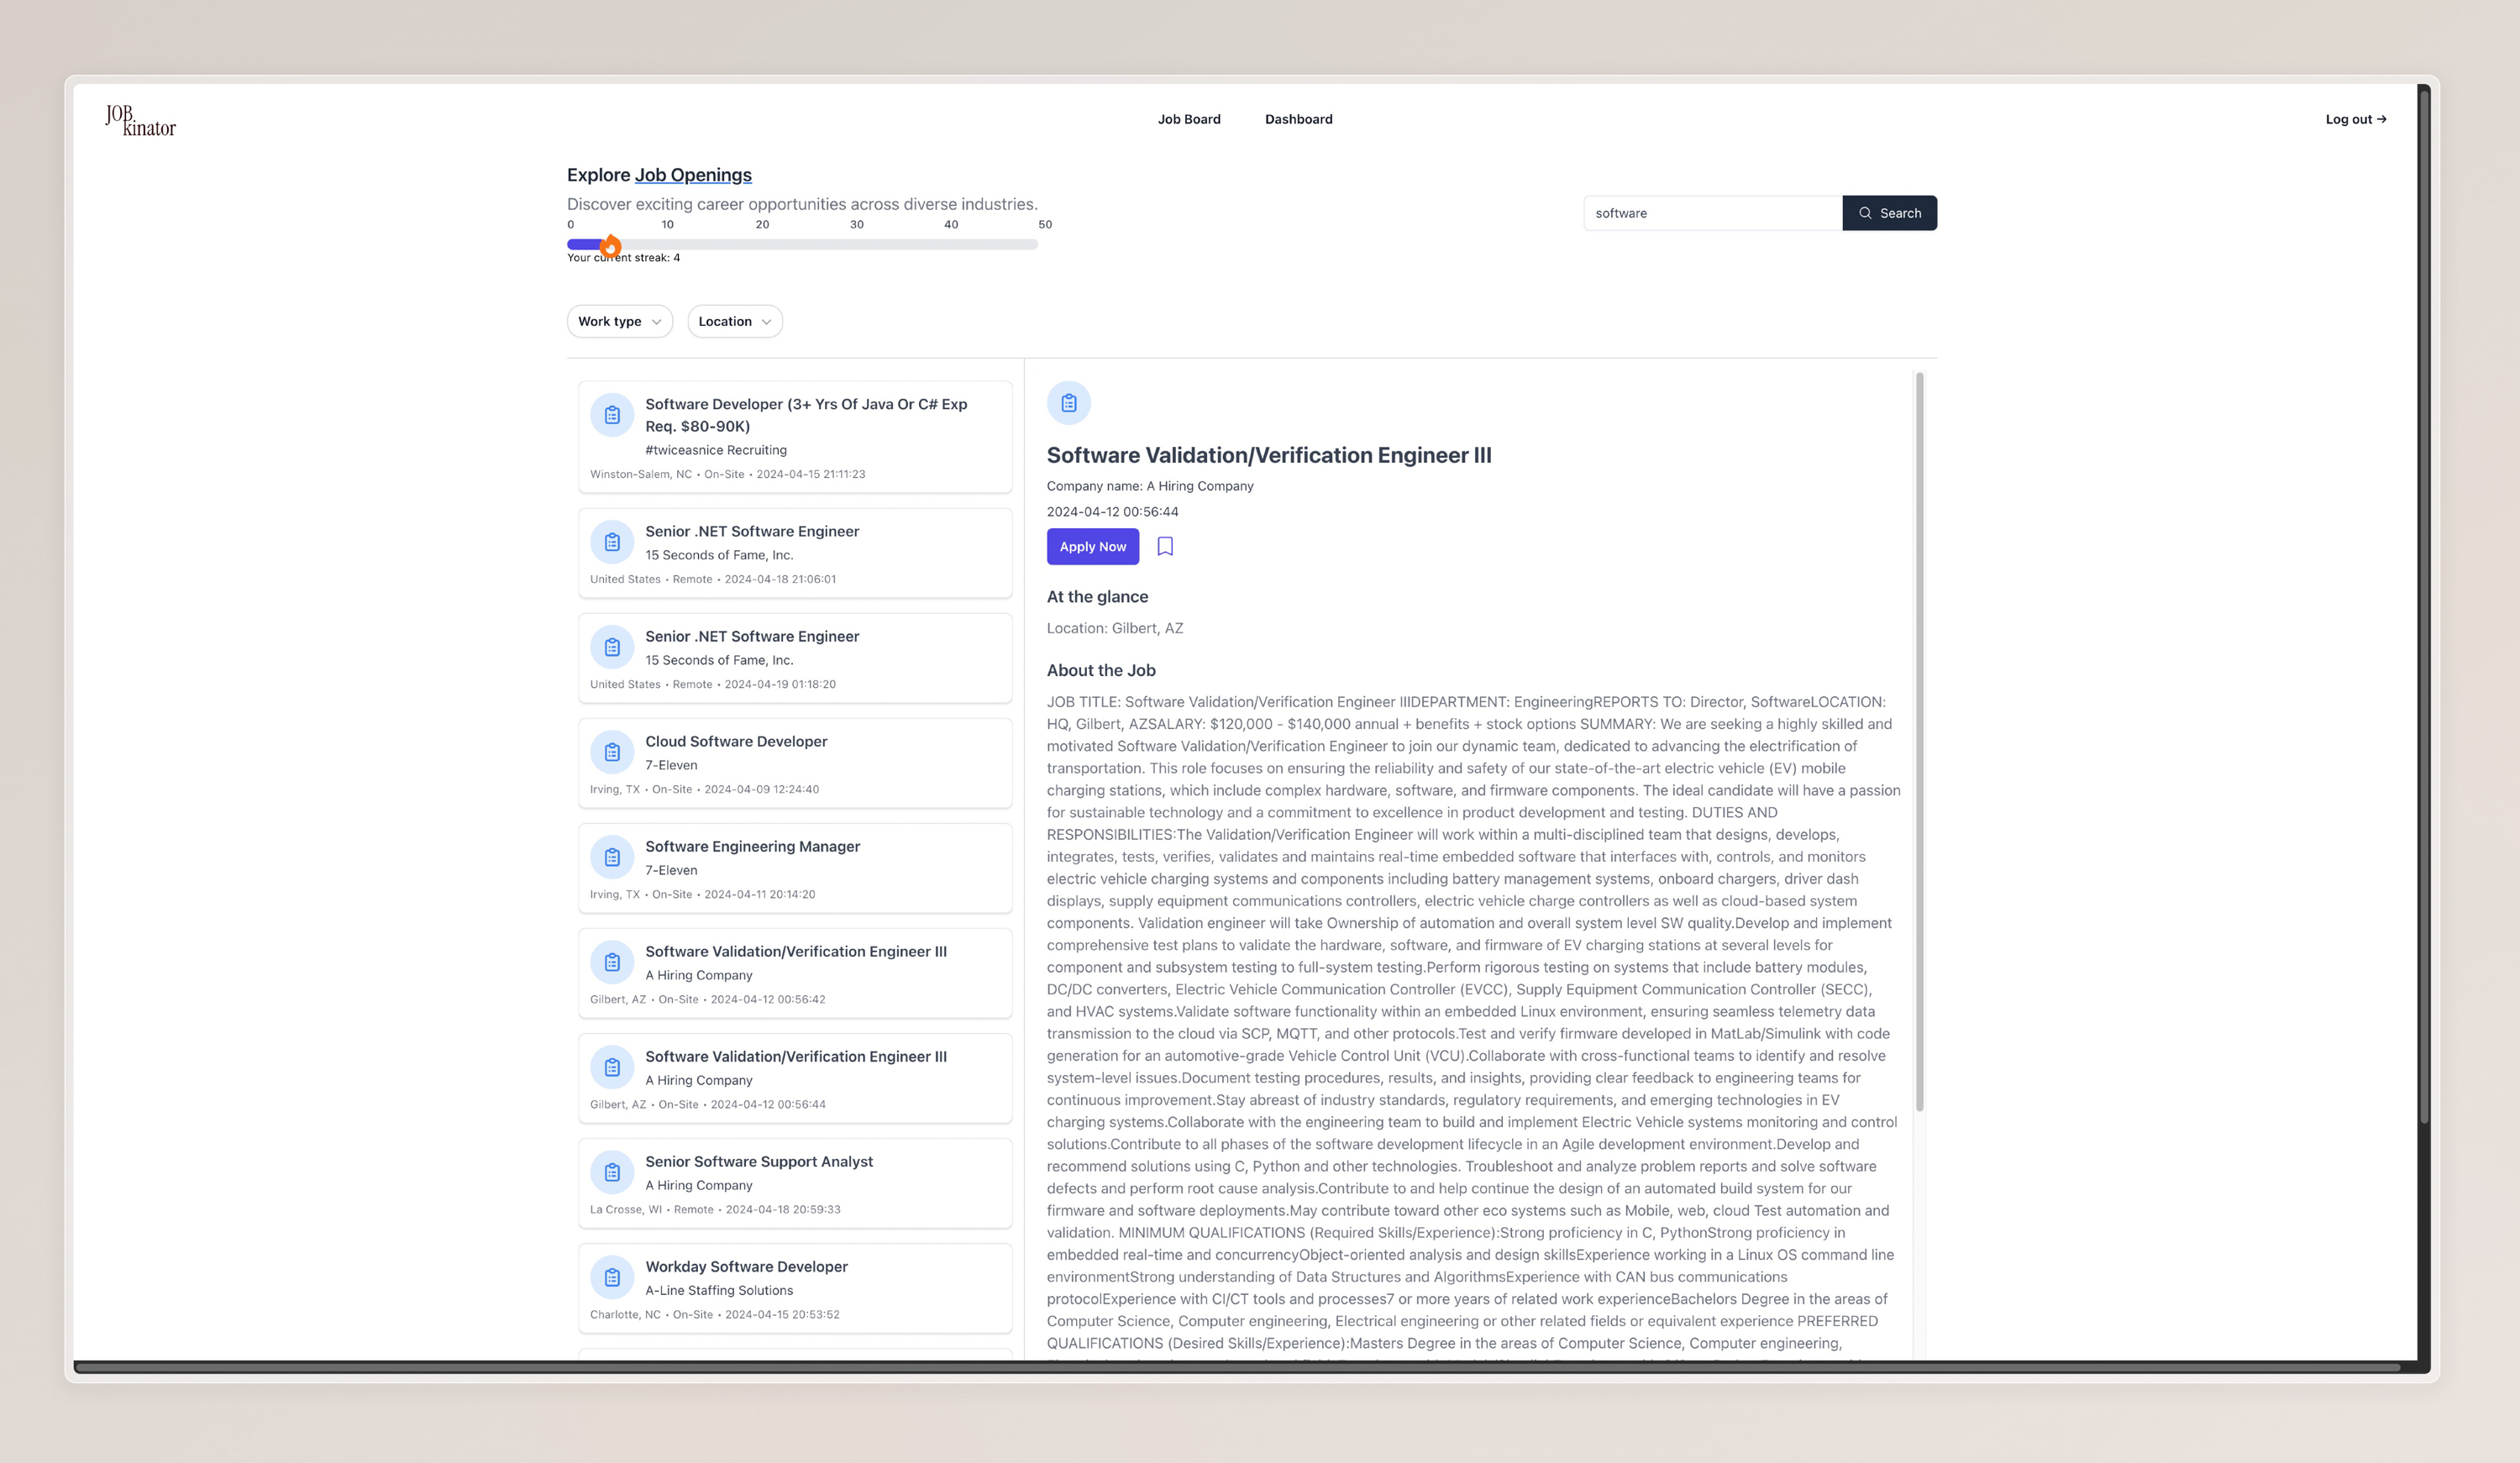 JOB
kinator
Job Board
Dashboard
Log out →
Explore Job Openings
Discover exciting career opportunities across diverse industries.
0 10 20 30 40 50
Your current streak: 4
software
Search
Work type
Location
Software Developer (3+ Yrs Of Java Or C# Exp
Req. $80-90K)
#twiceasnice Recruiting
Winston-Salem, NC • On-Site • 2024-04-15 21:11:23
Senior .NET Software Engineer
15 Seconds of Fame, Inc.
United States • Remote • 2024-04-18 21:06:01
Senior .NET Software Engineer
15 Seconds of Fame, Inc.
United States • Remote • 2024-04-19 01:18:20
Cloud Software Developer
7-Eleven
Irving, TX • On-Site • 2024-04-09 12:24:40
Software Engineering Manager
7-Eleven
Irving, TX • On-Site • 2024-04-11 20:14:20
Software Validation/Verification Engineer III
A Hiring Company
Gilbert, AZ • On-Site • 2024-04-12 00:56:42
Software Validation/Verification Engineer III
A Hiring Company
Gilbert, AZ • On-Site • 2024-04-12 00:56:44
Senior Software Support Analyst
A Hiring Company
La Crosse, WI • Remote • 2024-04-18 20:59:33
Workday Software Developer
A-Line Staffing Solutions
Charlotte, NC • On-Site • 2024-04-15 20:53:52
Software Validation/Verification Engineer III
Company name: A Hiring Company
2024-04-12 00:56:44
Apply Now
At the glance
Location: Gilbert, AZ
About the Job
JOB TITLE: Software Validation/Verification Engineer IIIDEPARTMENT: EngineeringREPORTS TO: Director, SoftwareLOCATION:
HQ, Gilbert, AZSALARY: $120,000 - $140,000 annual + benefits + stock options SUMMARY: We are seeking a highly skilled and
motivated Software Validation/Verification Engineer to join our dynamic team, dedicated to advancing the electrification of
transportation. This role focuses on ensuring the reliability and safety of our state-of-the-art electric vehicle (EV) mobile
charging stations, which include complex hardware, software, and firmware components. The ideal candidate will have a passion
for sustainable technology and a commitment to excellence in product development and testing. DUTIES AND
RESPONSIBILITIES:The Validation/Verification Engineer will work within a multi-disciplined team that designs, develops,
integrates, tests, verifies, validates and maintains real-time embedded software that interfaces with, controls, and monitors
electric vehicle charging systems and components including battery management systems, onboard chargers, driver dash
displays, supply equipment communications controllers, electric vehicle charge controllers as well as cloud-based system
components. Validation engineer will take Ownership of automation and overall system level SW quality.Develop and implement
comprehensive test plans to validate the hardware, software, and firmware of EV charging stations at several levels for
component and subsystem testing to full-system testing.Perform rigorous testing on systems that include battery modules,
DC/DC converters, Electric Vehicle Communication Controller (EVCC), Supply Equipment Communication Controller (SECC),
and HVAC systems.Validate software functionality within an embedded Linux environment, ensuring seamless telemetry data
transmission to the cloud via SCP, MQTT, and other protocols.Test and verify firmware developed in MatLab/Simulink with code
generation for an automotive-grade Vehicle Control Unit (VCU).Collaborate with cross-functional teams to identify and resolve
system-level issues.Document testing procedures, results, and insights, providing clear feedback to engineering teams for
continuous improvement.Stay abreast of industry standards, regulatory requirements, and emerging technologies in EV
charging systems.Collaborate with the engineering team to build and implement Electric Vehicle systems monitoring and control
solutions.Contribute to all phases of the software development lifecycle in an Agile development environment.Develop and
recommend solutions using C, Python and other technologies. Troubleshoot and analyze problem reports and solve software
defects and perform root cause analysis.Contribute to and help continue the design of an automated build system for our
firmware and software deployments.May contribute toward other eco systems such as Mobile, web, cloud Test automation and
validation. MINIMUM QUALIFICATIONS (Required Skills/Experience):Strong proficiency in C, PythonStrong proficiency in
embedded real-time and concurrencyObject-oriented analysis and design skillsExperience working in a Linux OS command line
environmentStrong understanding of Data Structures and AlgorithmsExperience with CAN bus communications
protocolExperience with CI/CT tools and processes7 or more years of related work experienceBachelors Degree in the areas of
Computer Science, Computer engineering, Electrical engineering or other related fields or equivalent experience PREFERRED
QUALIFICATIONS (Desired Skills/Experience):Masters Degree in the areas of Computer Science, Computer engineering,